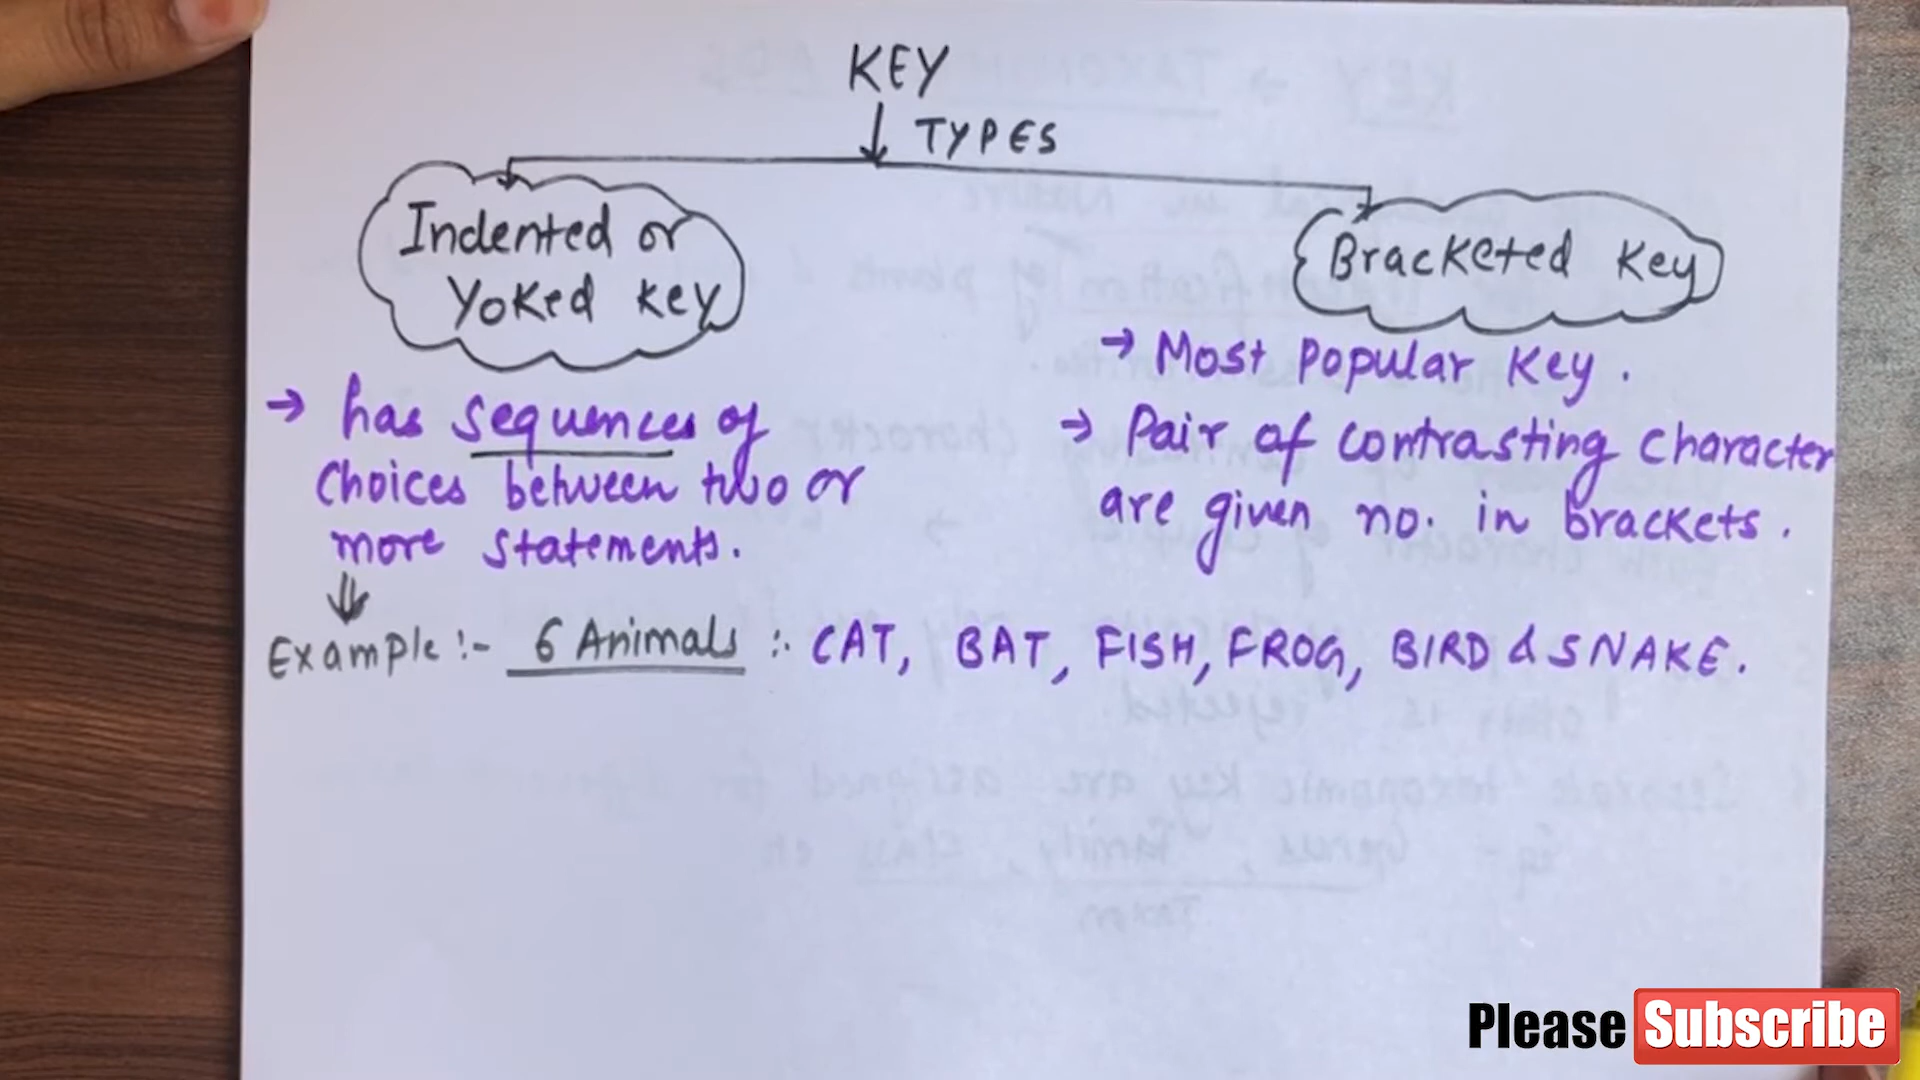 KEY
TYPES
Indented or
Yoked key
Bracketed Key
→ has sequences of
choices between two or
more statements.
→ Most popular Key.
→ Pair of contrasting character
are given no. in brackets.
Example :- 6 Animals :- CAT, BAT, FISH, FROG, BIRD & SNAKE.
Please Subscribe